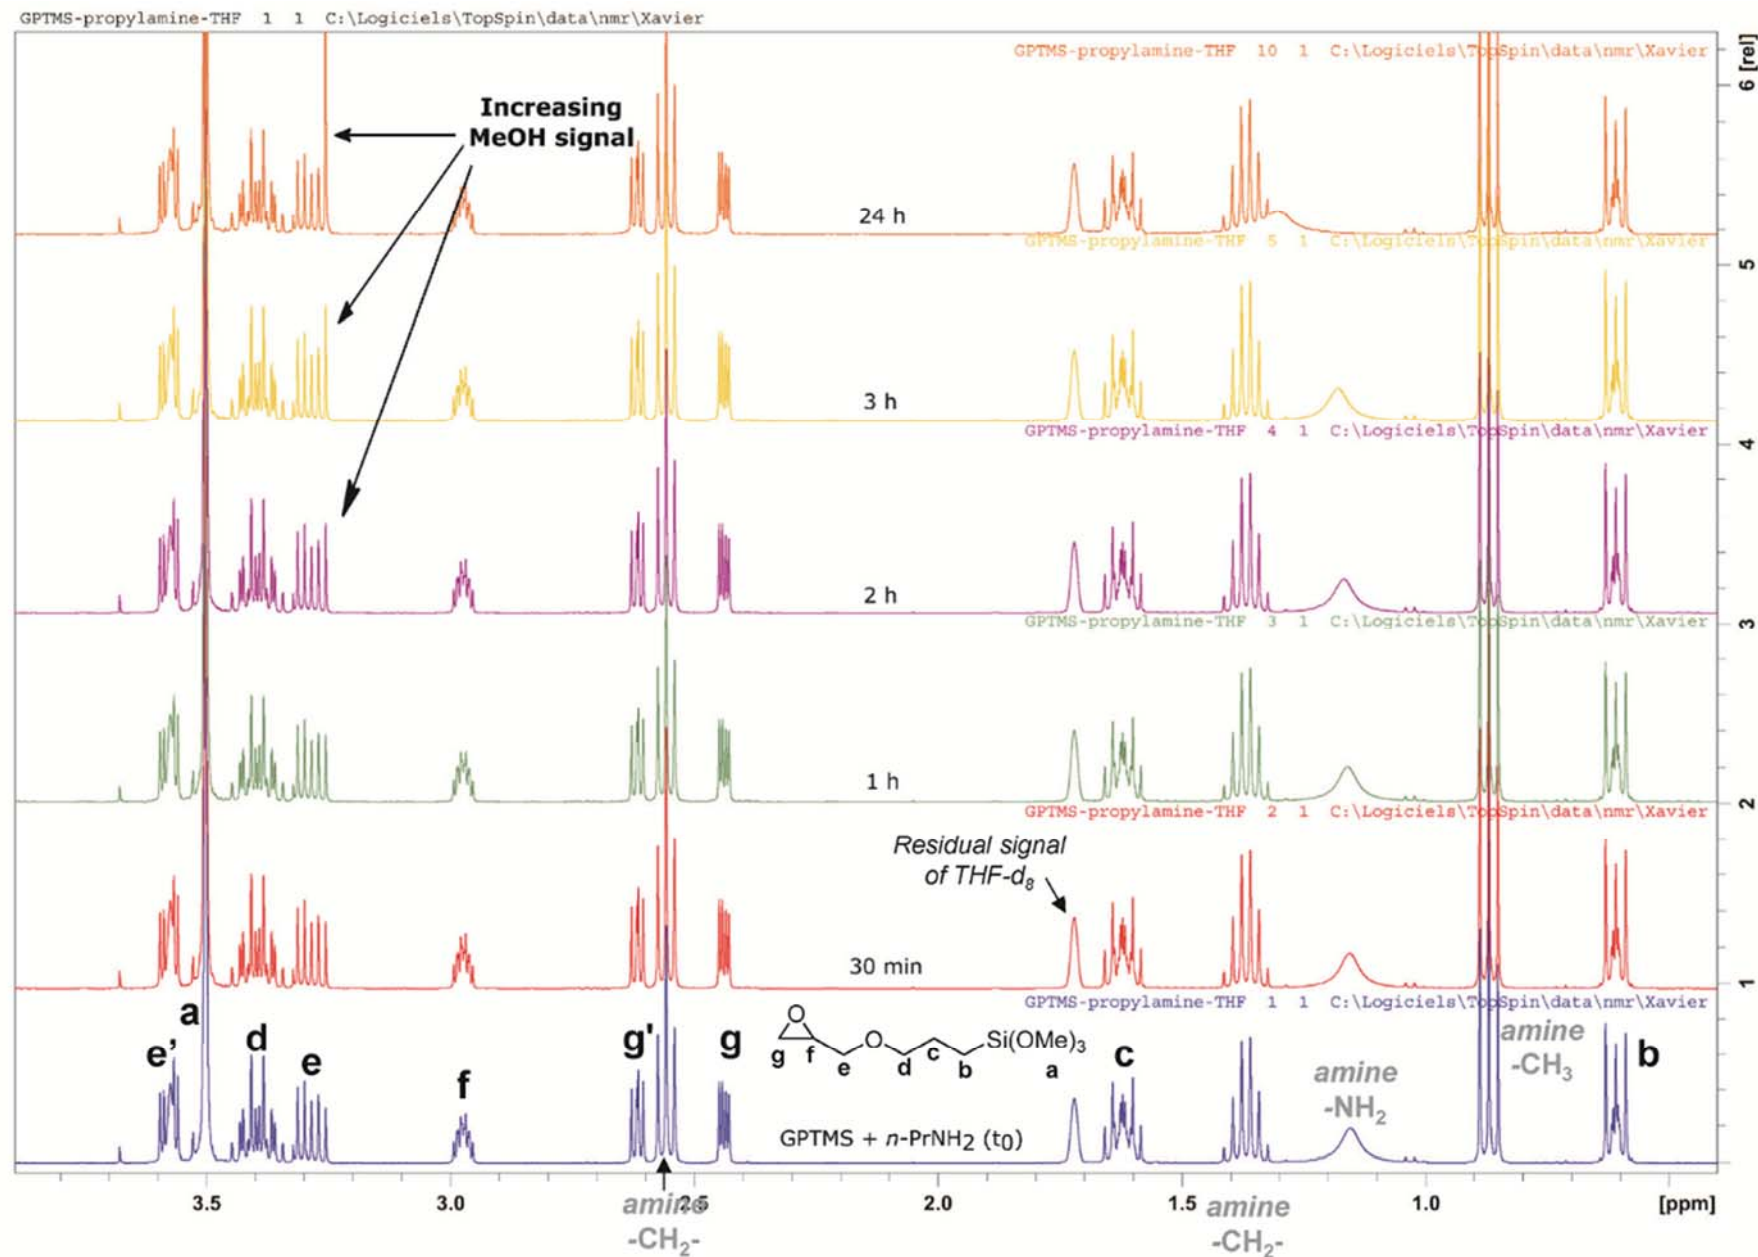 GPTMS-propylamine-THF 1 1 C:\Logiciels\TopSpin\data\nmr\Xavier
GPTMS-propylamine-THF 10 1 C:\Logiciels\TopSpin\data\nmr\Xavier
[rel]
6
Increasing
MeOH signal
24 h
GPTMS-propylamine-THF 5 1 C:\Logiciels\TopSpin\data\nmr\Xavier
5
3 h
GPTMS-propylamine-THF 4 1 C:\Logiciels\TopSpin\data\nmr\Xavier
4
2 h
GPTMS-propylamine-THF 3 1 C:\Logiciels\TopSpin\data\nmr\Xavier
3
1 h
GPTMS-propylamine-THF 2 1 C:\Logiciels\TopSpin\data\nmr\Xavier
2
Residual signal
of THF-d8
30 min
GPTMS-propylamine-THF 1 1 C:\Logiciels\TopSpin\data\nmr\Xavier
1
e' a d e f g' g
O
O
Si(OMe)3
g f e d c b a
c
amine
-NH2
amine
-CH3
b
GPTMS + n-PrNH2 (t0)
3.5 3.0 2.5 2.0 1.5 1.0 [ppm]
amine
-CH2-
amine
-CH2-